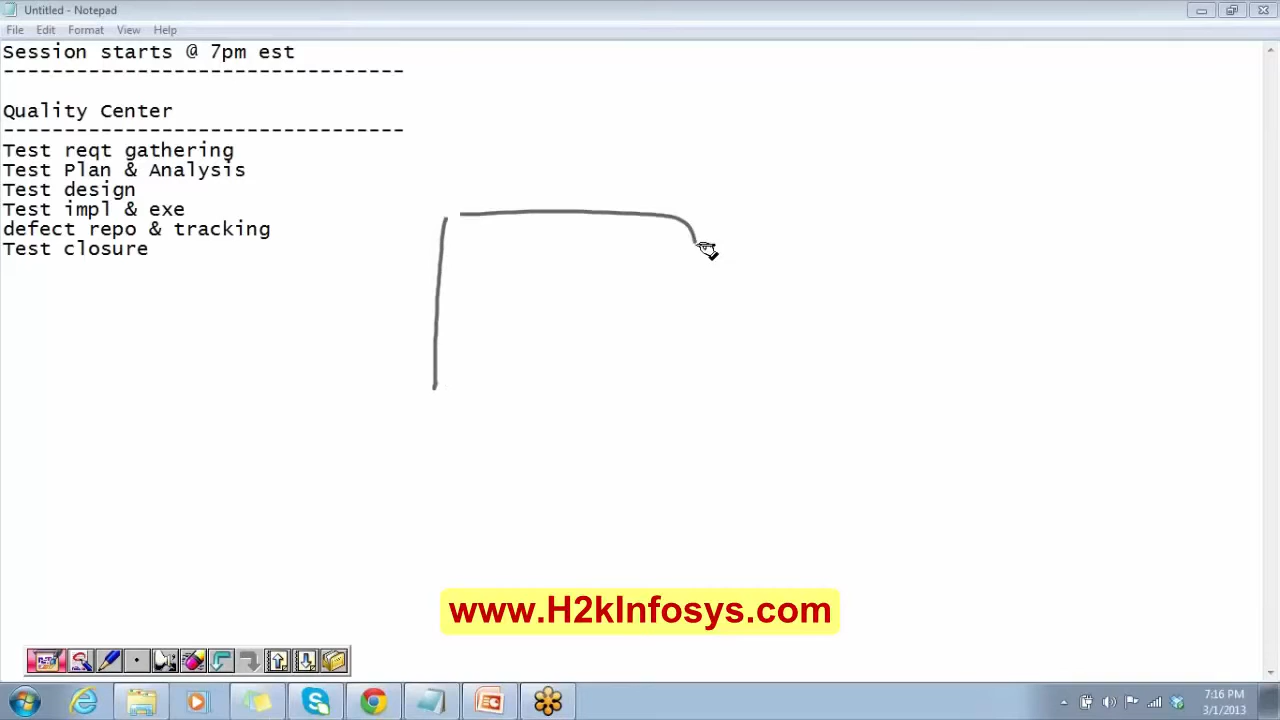 Untitled - Notepad
File Edit Format View Help
Session starts @ 7pm est
---------------------------------
Quality Center
---------------------------------
Test reqt gathering
Test Plan & Analysis
Test design
Test impl & exe
defect repo & tracking
Test closure
www.H2kInfosys.com
7:16 PM
3/1/2013